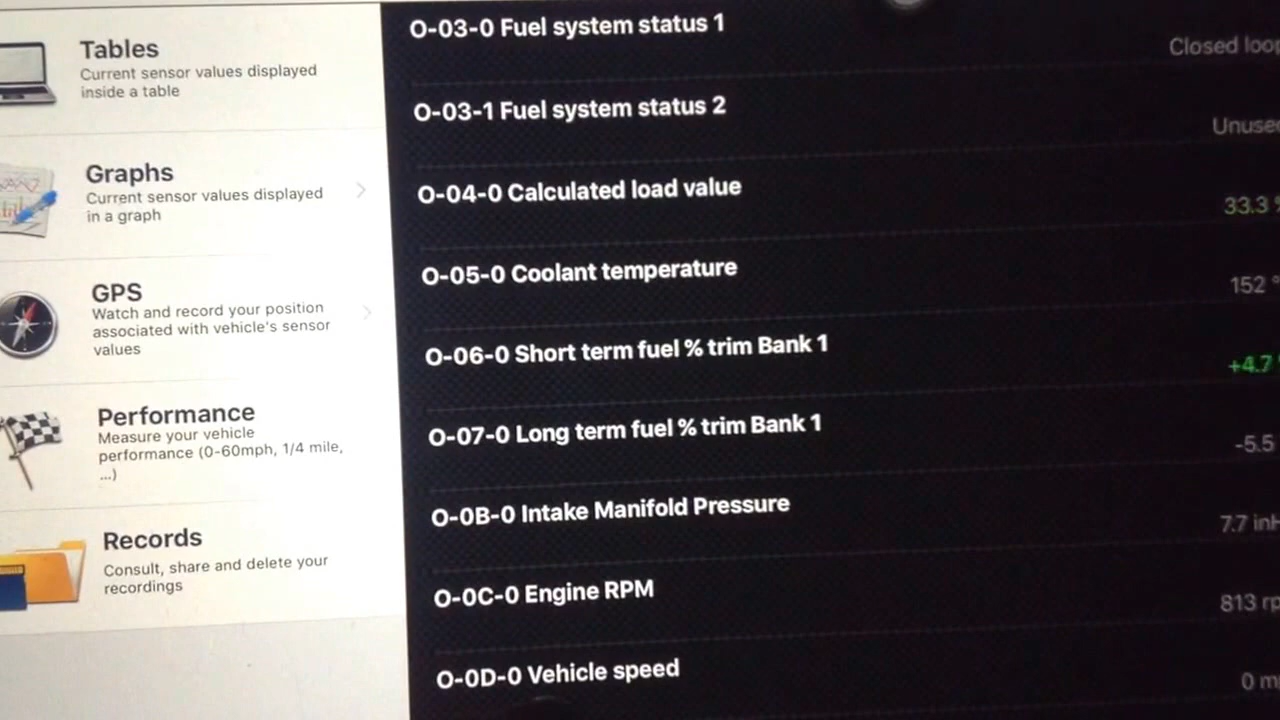 Tables
Current sensor values displayed
inside a table
Graphs
Current sensor values displayed
in a graph
GPS
Watch and record your position
associated with vehicle's sensor
values
Performance
Measure your vehicle
performance (0-60mph, 1/4 mile,
...)
Records
Consult, share and delete your
recordings
O-03-0 Fuel system status 1
Closed loop
O-03-1 Fuel system status 2
Unused
O-04-0 Calculated load value
33.3
O-05-0 Coolant temperature
152 °
O-06-0 Short term fuel % trim Bank 1
+4.7
O-07-0 Long term fuel % trim Bank 1
-5.5
O-0B-0 Intake Manifold Pressure
7.7 inH
O-0C-0 Engine RPM
813 rp
O-0D-0 Vehicle speed
0 m